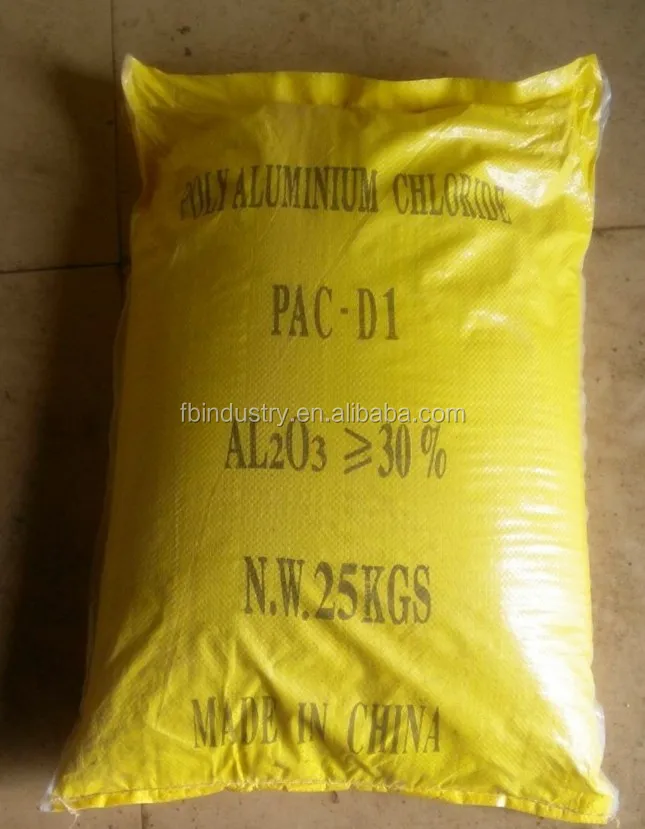 POLY ALUMINIUM CHLORIDE
PAC-D1
fbindustry.en.alibaba.com
AL2O3 ≥30%
N.W.25KGS
MADE IN CHINA